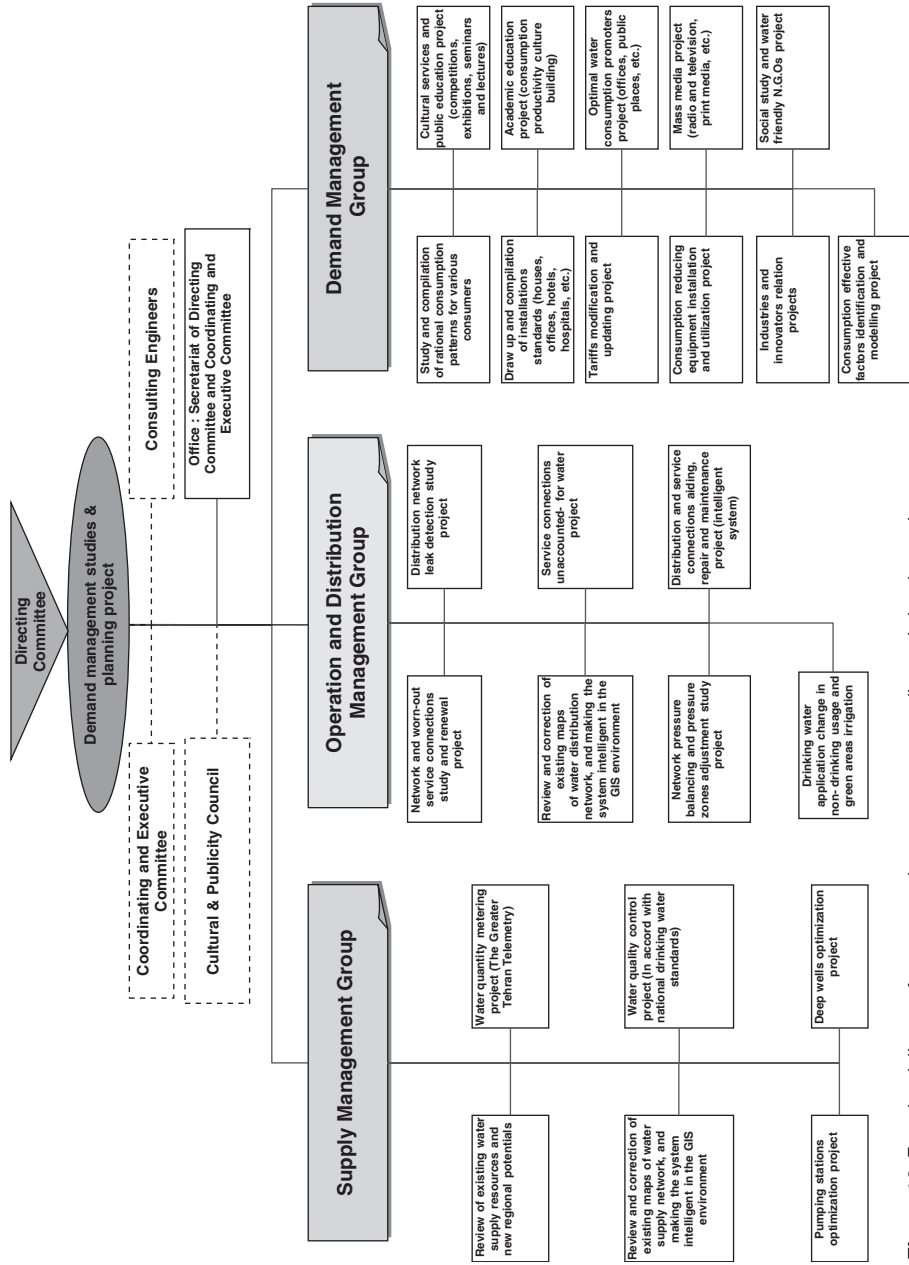 Directing
Committee
Demand management studies &
planning project
Coordinating and Executive
Committee
Consulting Engineers
Cultural & Publicity Council
Office : Secretariat of Directing
Committee and Coordinating and
Executive Committee
Supply Management Group
Operation and Distribution
Management Group
Demand Management
Group
Review of existing water
supply resources and
new regional potentials
Water quantity metering
project (The Greater
Tehran Telemetry)
Review and correction of
existing maps of water
supply network, and
making the system
intelligent in the GIS
environment
Water quality control
project (In accord with
national drinking water
standards)
Pumping stations
optimization project
Deep wells optimization
project
Network and worn-out
service connections
study and renewal
project
Distribution network
leak detection study
project
Review and correction of
existing maps
of water distribution
network, and making the
system intelligent in the
GIS environment
Service connections
unaccounted- for water
project
Network pressure
balancing and pressure
zones adjustment study
project
Distribution and service
connections aiding,
repair and maintenance
project (intelligent
system)
Drinking water
application change in
non- drinking usage and
green areas irrigation
Study and compilation
of rational consumption
patterns for various
consumers
Cultural services and
public education project
(competitions,
exhibitions, seminars
and lectures)
Draw up and compilation
of installations
standards (houses,
offices, hotels,
hospitals, etc.)
Academic education
project (consumption
productivity culture
building)
Tariffs modification and
updating project
Optimal water
consumption promoters
project (offices, public
places, etc.)
Consumption reducing
equipment installation
and utilization project
Mass media project
(radio and television,
print media, etc.)
Industries and
innovators relation
projects
Social study and water
friendly N.G.Os project
Consumption effective
factors identification and
modelling project